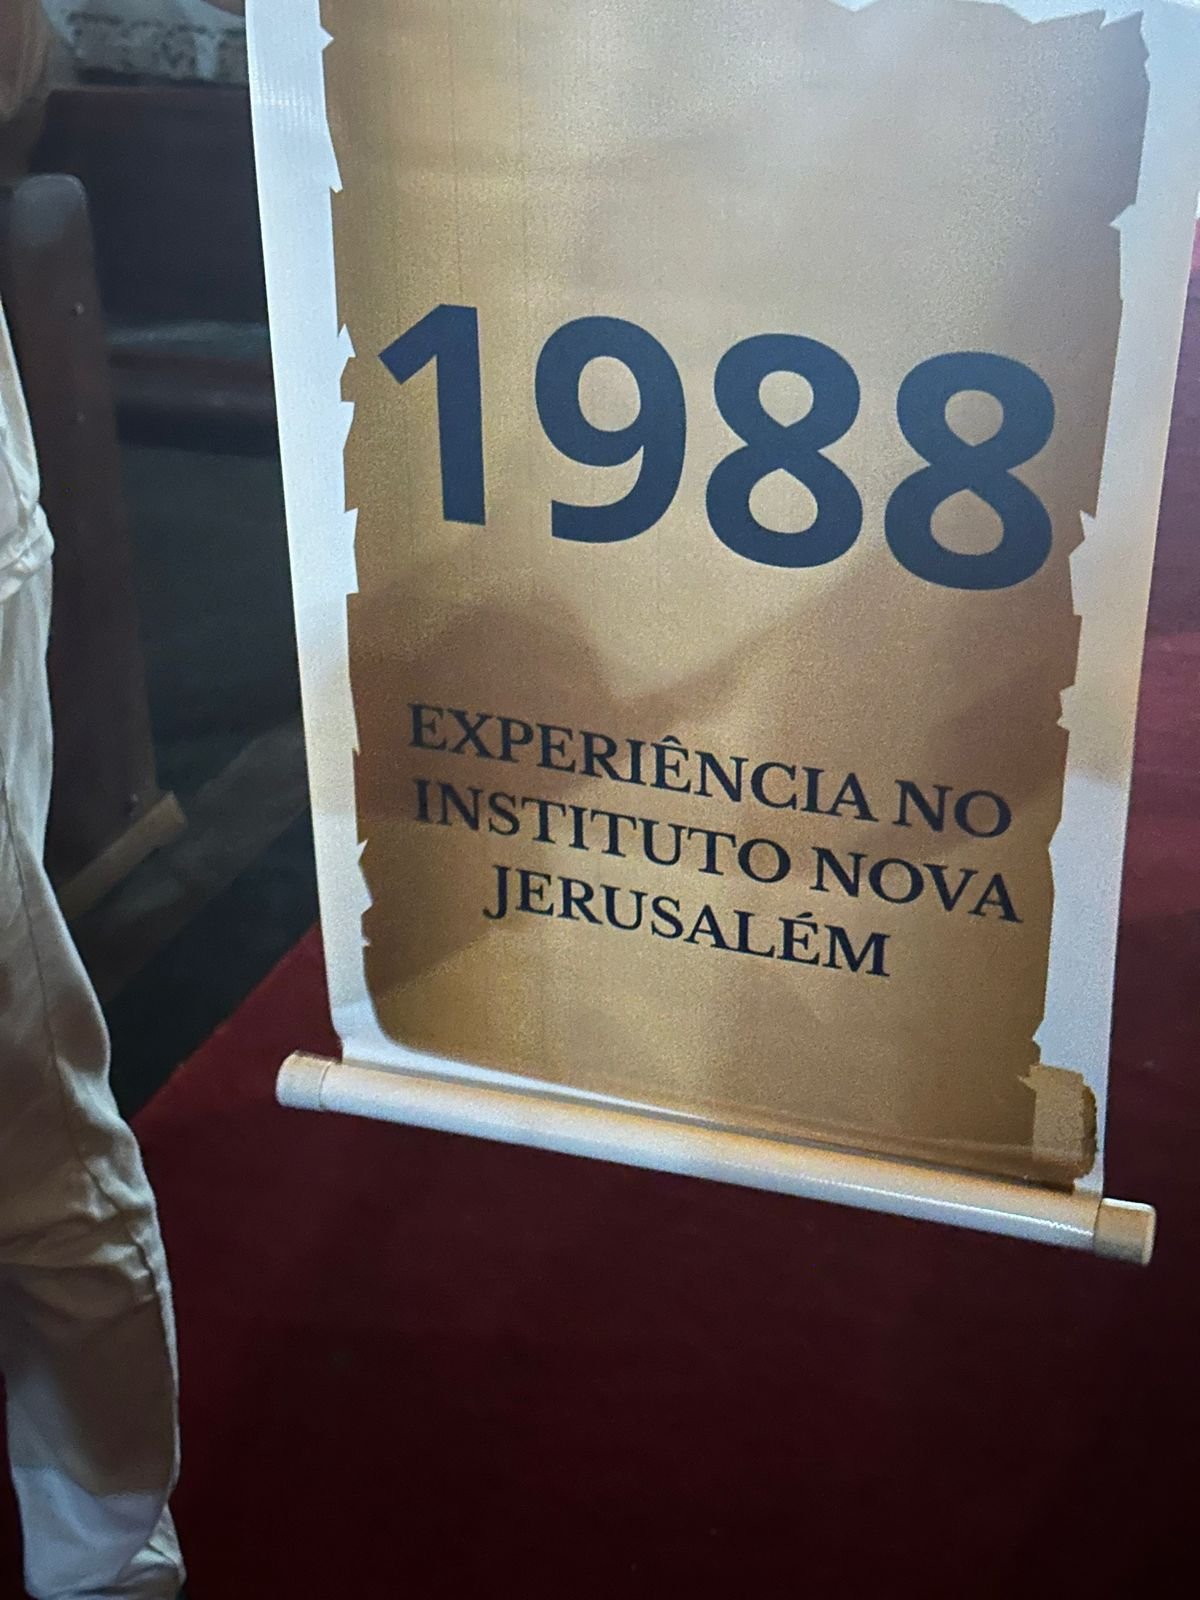 1988
EXPERIÊNCIA NO
INSTITUTO NOVA
JERUSALÉM